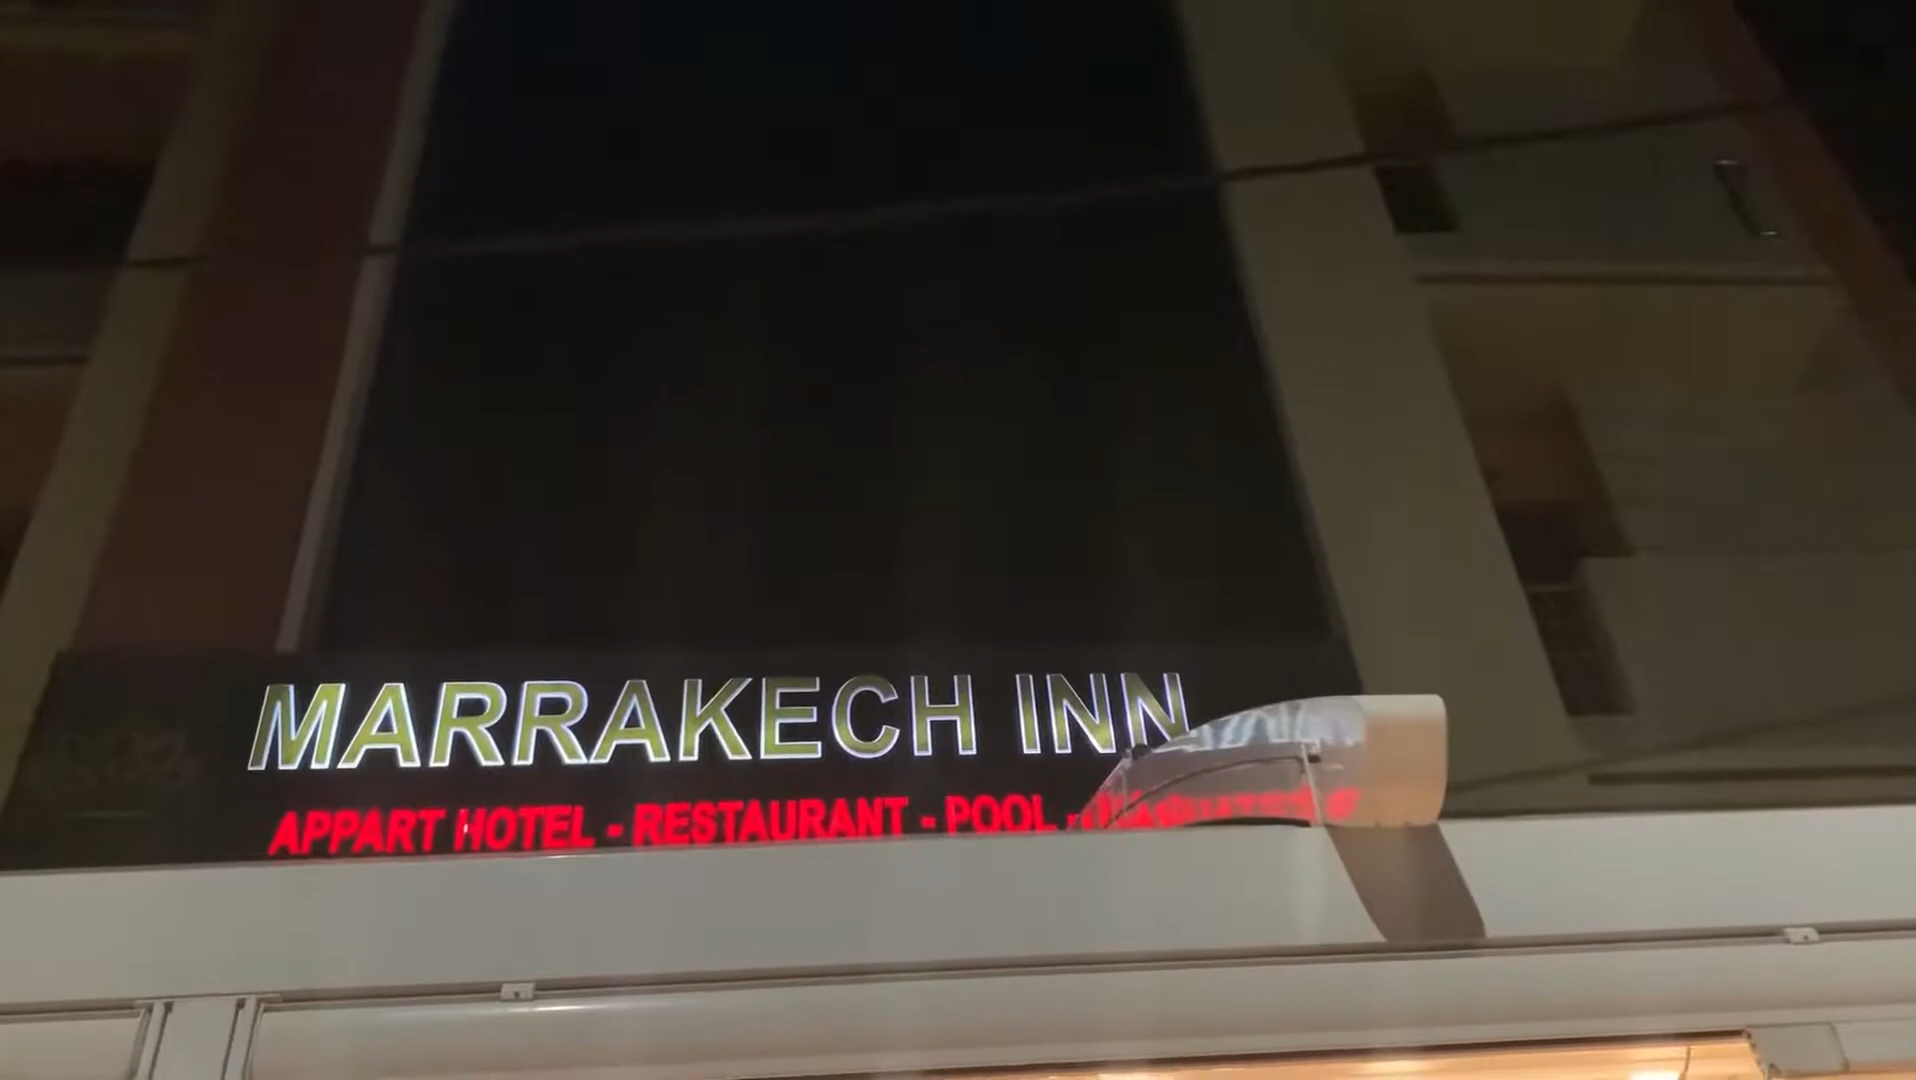 MARRAKECH INN
APPART HOTEL - RESTAURANT - POOL -